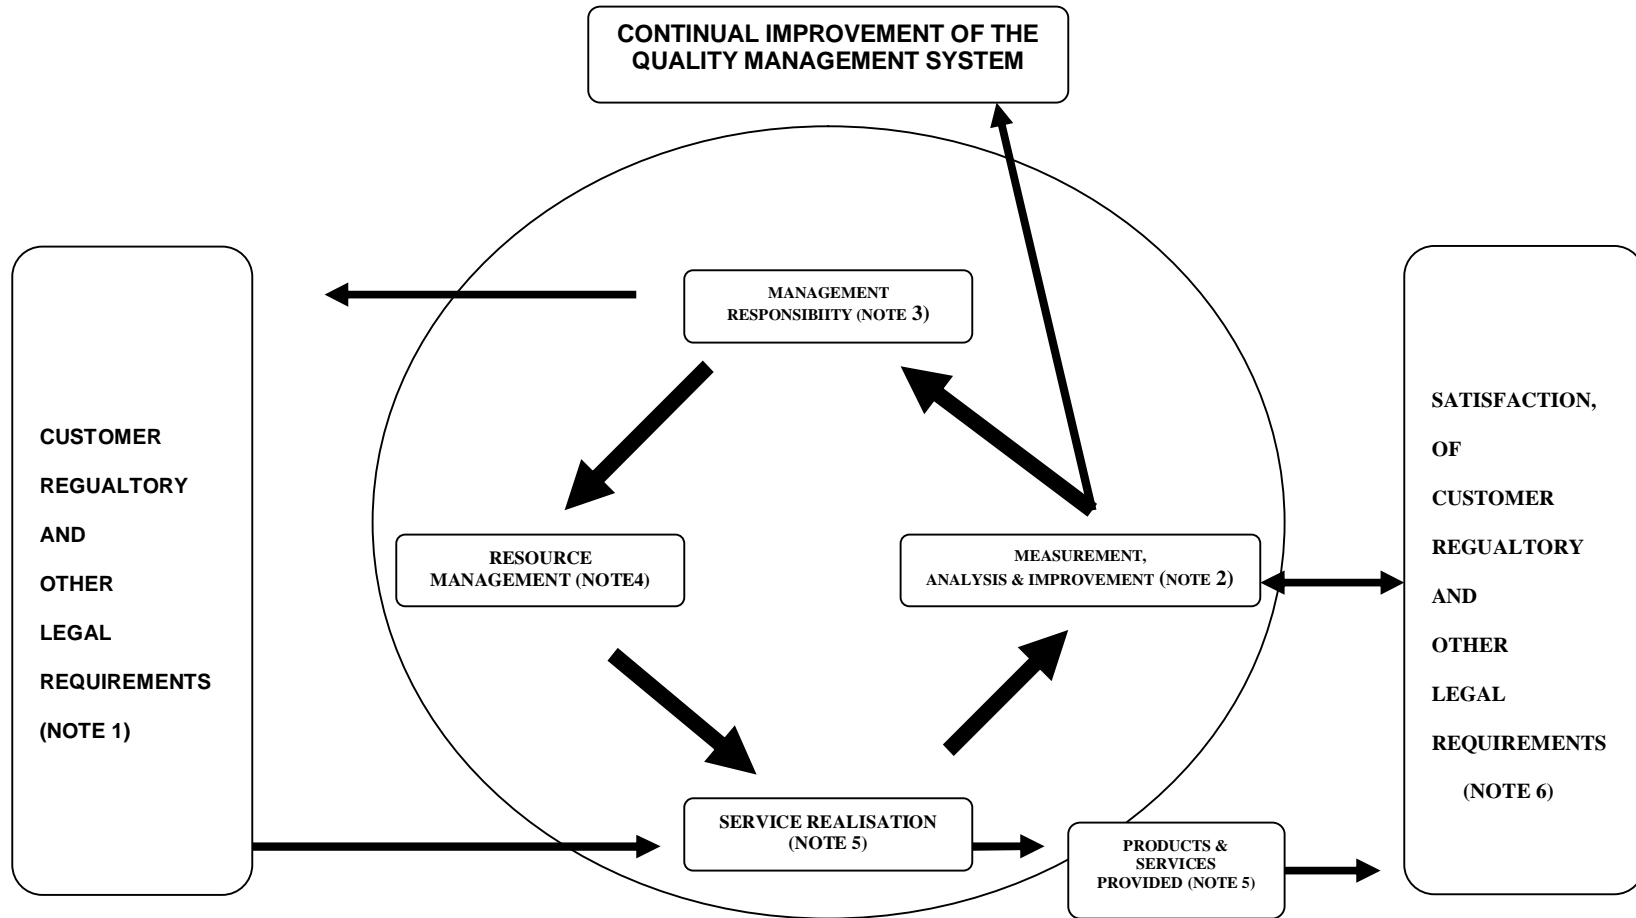 CONTINUAL IMPROVEMENT OF THE
QUALITY MANAGEMENT SYSTEM
MANAGEMENT
RESPONSIBIITY (NOTE 3)
CUSTOMER
REGUALTORY
AND
OTHER
LEGAL
REQUIREMENTS
(NOTE 1)
RESOURCE
MANAGEMENT (NOTE4)
MEASUREMENT,
ANALYSIS & IMPROVEMENT (NOTE 2)
SATISFACTION,
OF
CUSTOMER
REGUALTORY
AND
OTHER
LEGAL
REQUIREMENTS
(NOTE 6)
SERVICE REALISATION
(NOTE 5)
PRODUCTS &
SERVICES
PROVIDED (NOTE 5)